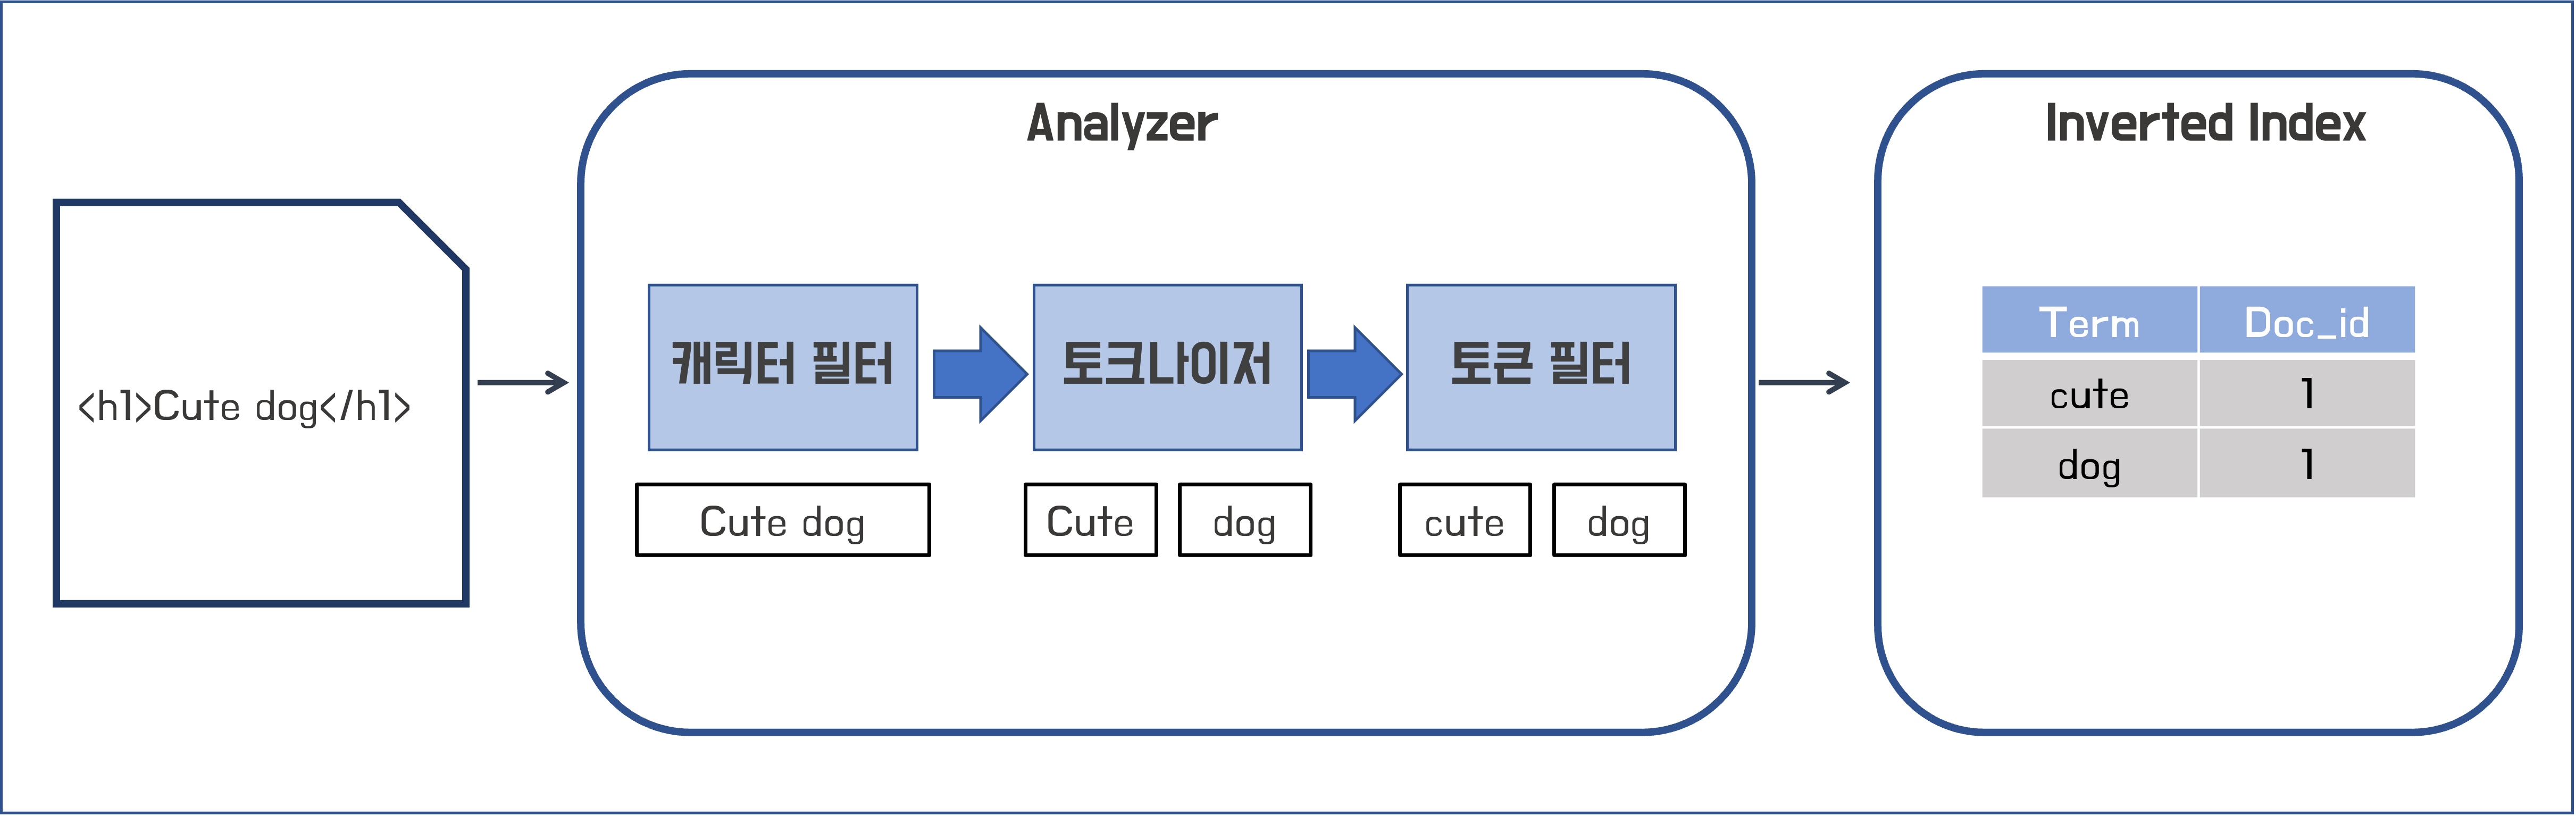 <h1>Cute dog</h1>
Analyzer
캐릭터 필터
토크나이저
토큰 필터
Cute dog
Cute
dog
cute
dog
Inverted Index
Term Doc_id
cute 1
dog 1